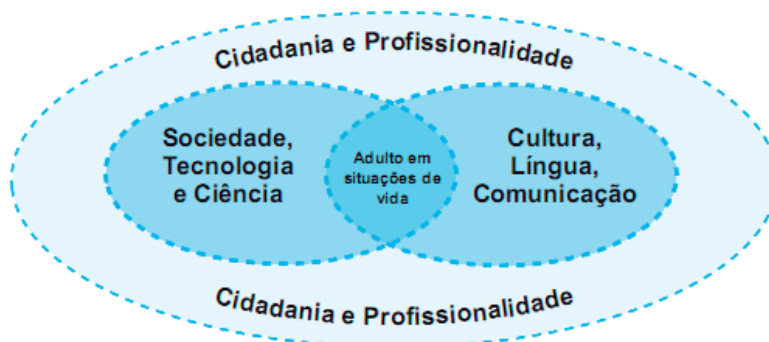 Cidadania e Profissionalidade
Sociedade,
Tecnologia
e Ciência
Adulto em
situações de
vida
Cultura,
Língua,
Comunicação
Cidadania e Profissionalidade